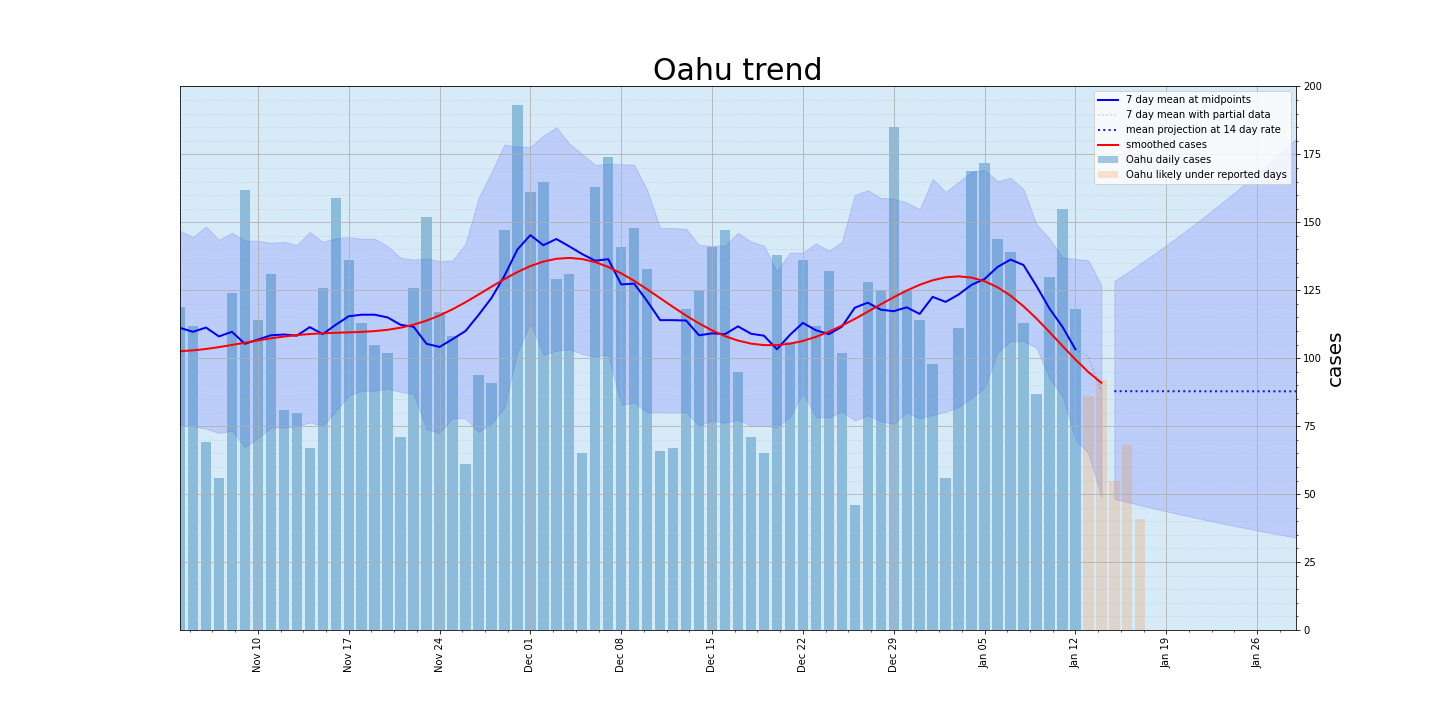 Oahu trend
7 day mean at midpoints
7 day mean with partial data
mean projection at 14 day rate
smoothed cases
Oahu daily cases
Oahu likely under reported days
200
175
150
125
100
75
50
25
0
cases
Nov 10
Nov 17
Nov 24
Dec 01
Dec 08
Dec 15
Dec 22
Dec 29
Jan 05
Jan 12
Jan 19
Jan 26